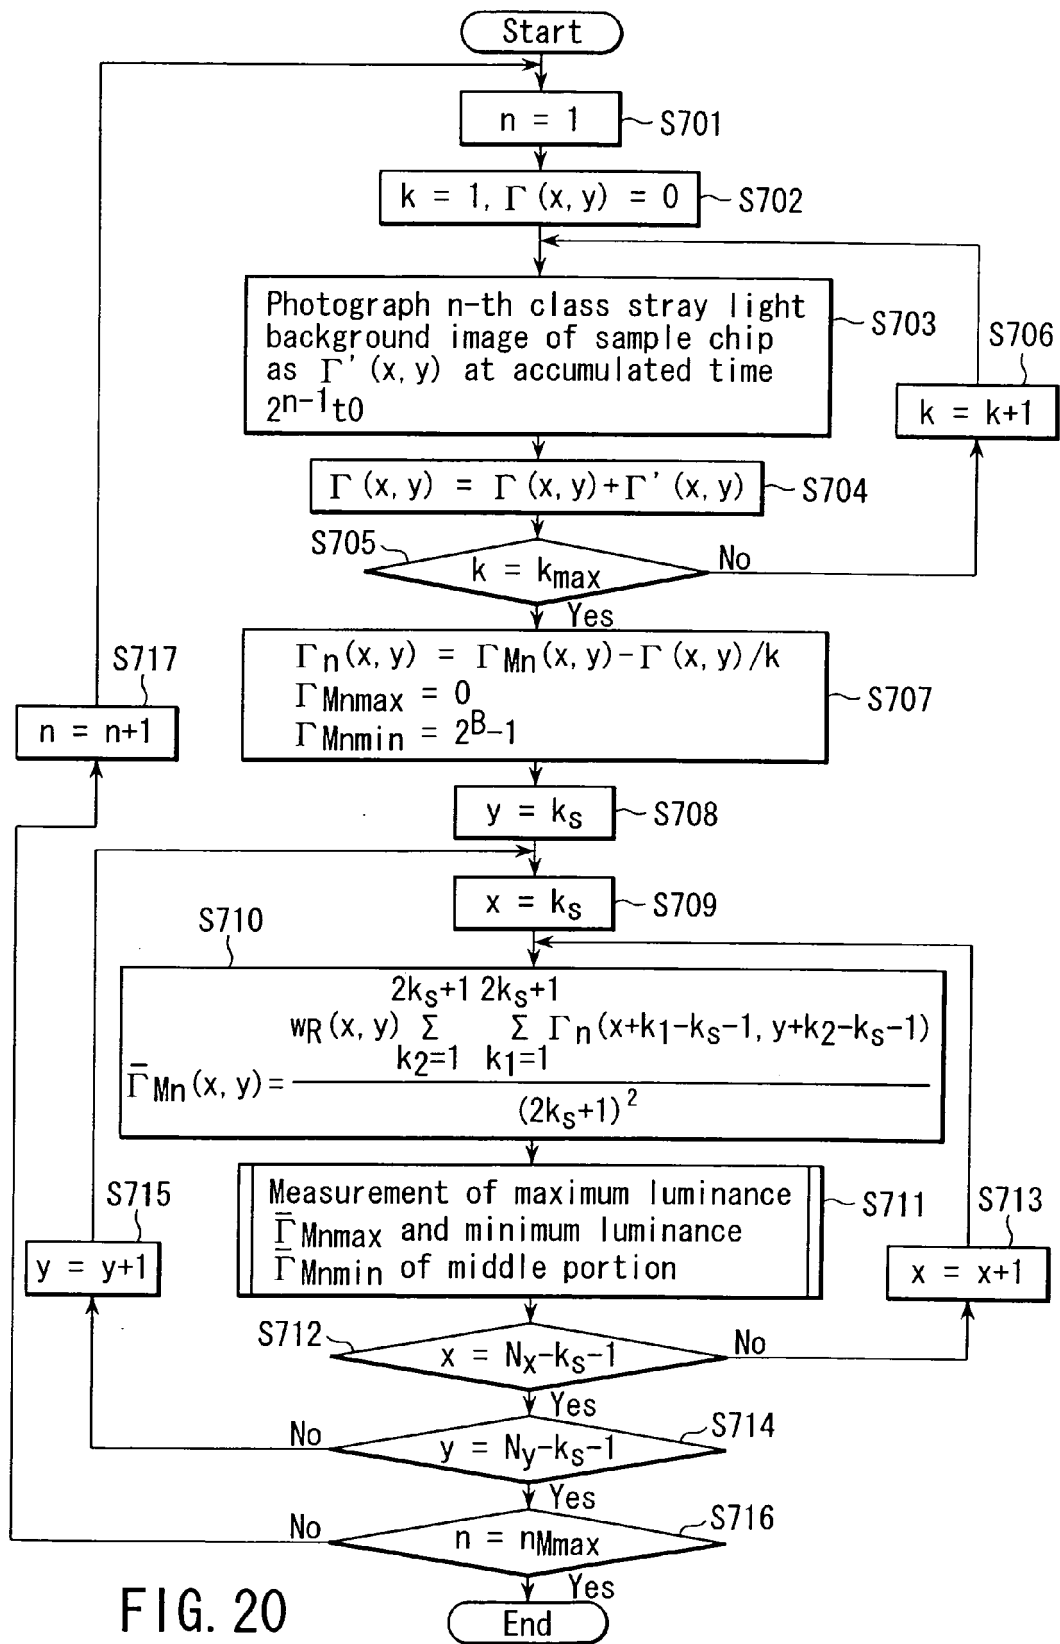 Start
n = 1
S701
k = 1, Γ(x, y) = 0
S702
Photograph n-th class stray light
background image of sample chip
as Γ'(x, y) at accumulated time
2ⁿ⁻¹t0
S703
S706
k = k+1
Γ(x, y) = Γ(x, y)+Γ'(x, y)
S704
S705
k = kmax
No
Yes
Γn(x, y) = ΓMn(x, y)-Γ(x, y)/k
ΓMnmax = 0
ΓMnmin = 2ᴮ-1
S707
S717
n = n+1
y = ks
S708
x = ks
S709
S710
2ks+1 2ks+1
wR(x, y) Σ Σ Γn(x+k1-ks-1, y+k2-ks-1)
k2=1 k1=1
Γ̄Mn(x, y)=
(2ks+1)²
Measurement of maximum luminance
Γ̄Mnmax and minimum luminance
Γ̄Mnmin of middle portion
S711
S713
x = x+1
S715
y = y+1
S712
x = Nx-ks-1
No
Yes
S714
y = Ny-ks-1
No
Yes
S716
n = nMmax
No
Yes
End
FIG. 20